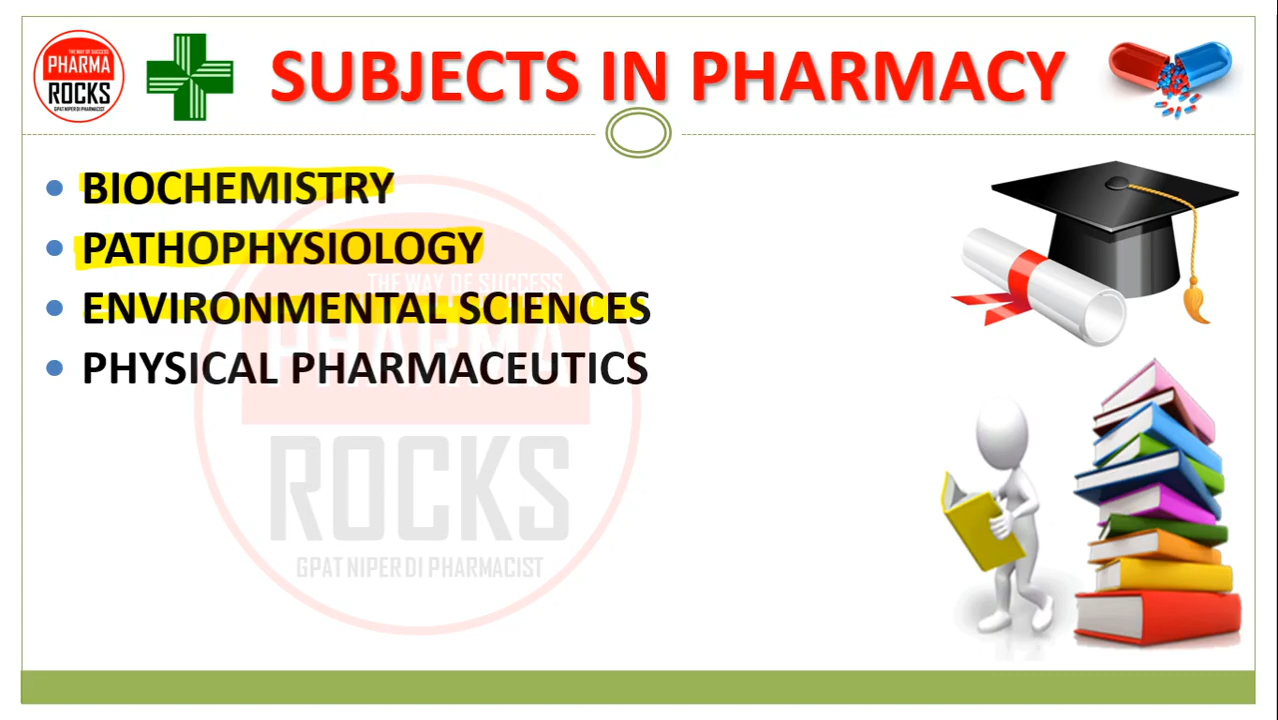 THE WAY OF SUCCESS
PHARMA
ROCKS
GPAT NIPER DI PHARMACIST
SUBJECTS IN PHARMACY
BIOCHEMISTRY
PATHOPHYSIOLOGY
ENVIRONMENTAL SCIENCES
PHYSICAL PHARMACEUTICS
THE WAY OF SUCCESS
PHARMA
ROCKS
GPAT NIPER DI PHARMACIST